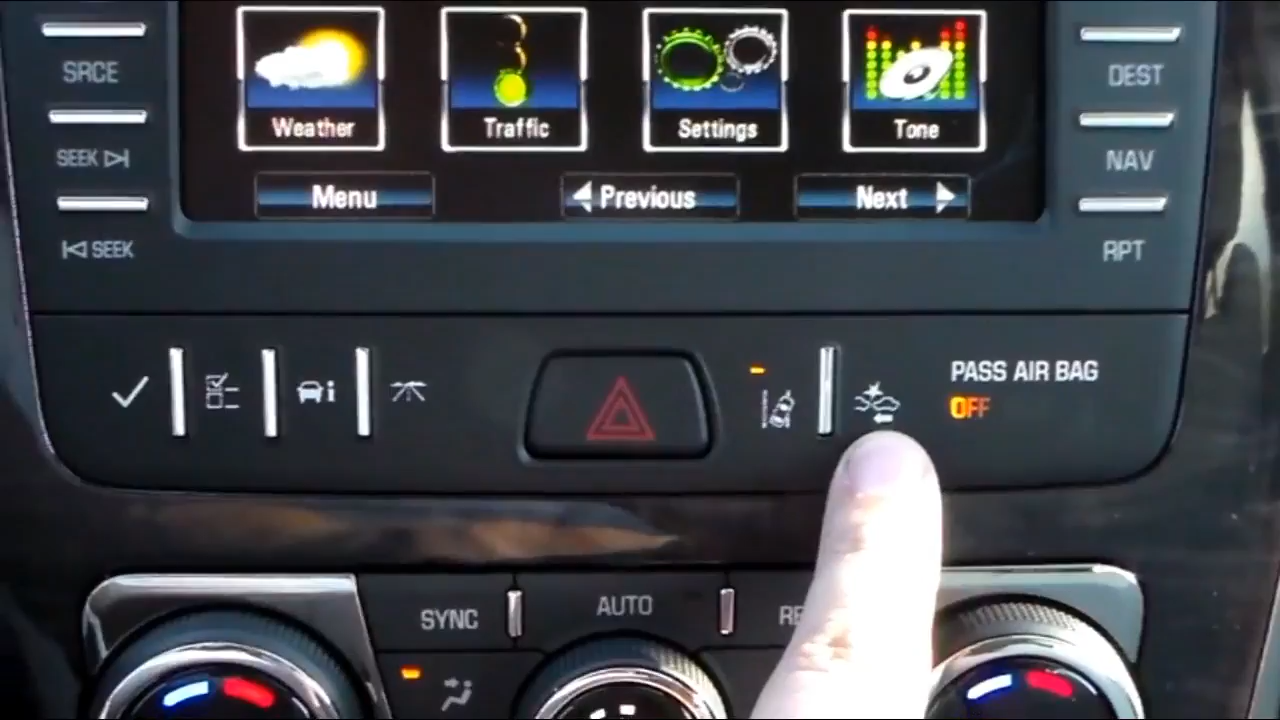 SRCE
SEEK
SEEK
Weather
Traffic
Settings
Tone
Menu
Previous
Next
DEST
NAV
RPT
PASS AIR BAG
OFF
SYNC
AUTO